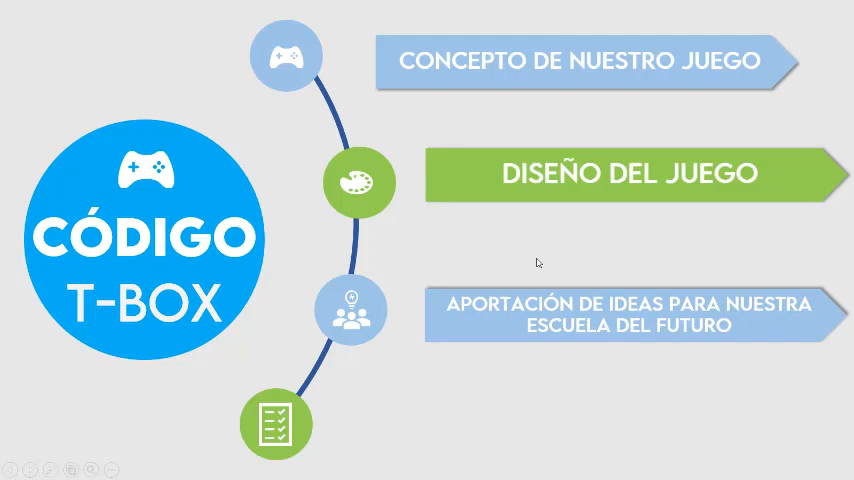 CÓDIGO
T-BOX
CONCEPTO DE NUESTRO JUEGO
DISEÑO DEL JUEGO
APORTACIÓN DE IDEAS PARA NUESTRA
ESCUELA DEL FUTURO